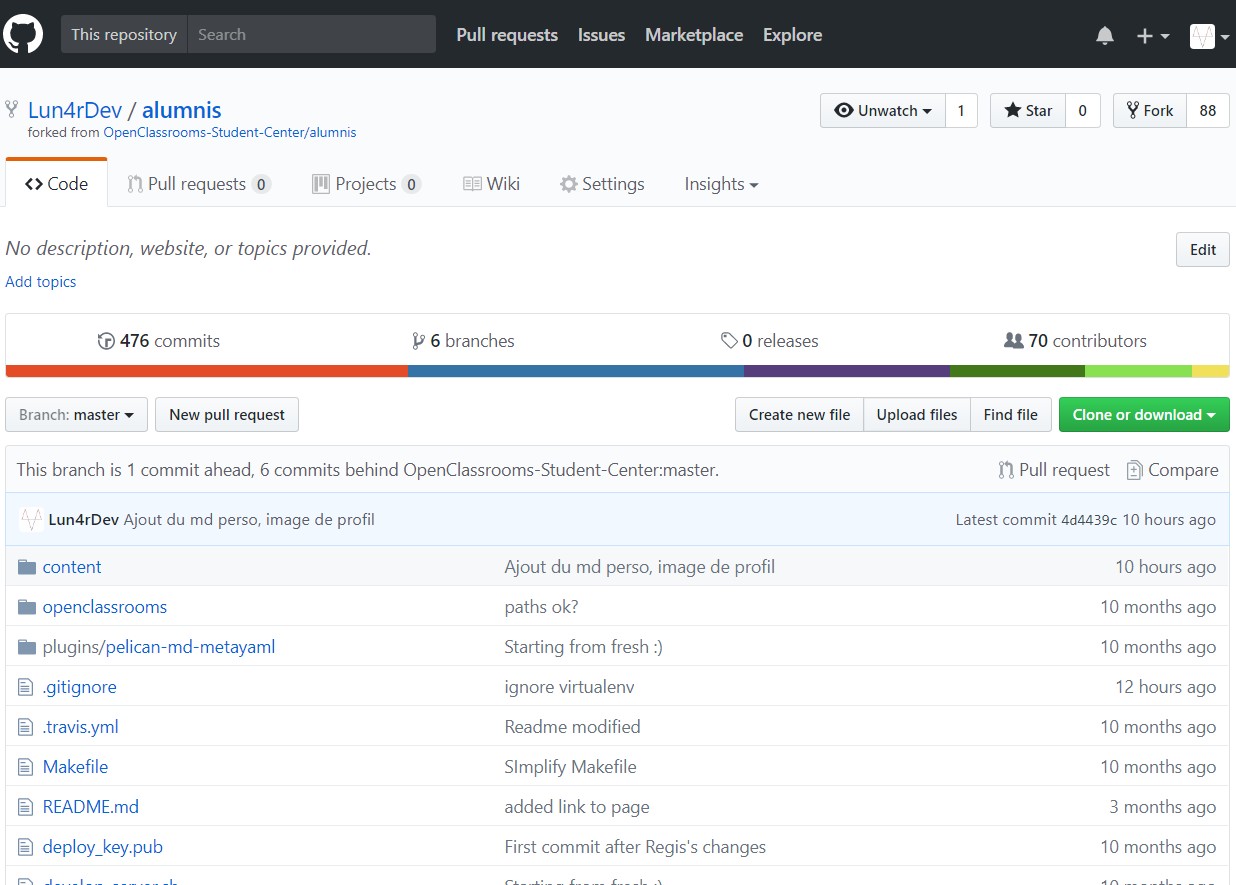 This repository Search Pull requests Issues Marketplace Explore
Lun4rDev / alumnis Unwatch 1 Star 0 Fork 88
forked from OpenClassrooms-Student-Center/alumnis
Code Pull requests 0 Projects 0 Wiki Settings Insights
No description, website, or topics provided. Edit
Add topics
476 commits 6 branches 0 releases 70 contributors
Branch: master New pull request Create new file Upload files Find file Clone or download
This branch is 1 commit ahead, 6 commits behind OpenClassrooms-Student-Center:master. Pull request Compare
Lun4rDev Ajout du md perso, image de profil Latest commit 4d4439c 10 hours ago
content Ajout du md perso, image de profil 10 hours ago
openclassrooms paths ok? 10 months ago
plugins/pelican-md-metayaml Starting from fresh :) 10 months ago
.gitignore ignore virtualenv 12 hours ago
.travis.yml Readme modified 10 months ago
Makefile SImplify Makefile 10 months ago
README.md added link to page 3 months ago
deploy_key.pub First commit after Regis's changes 10 months ago
develop_server.sh Starting from fresh :) 10 months ago